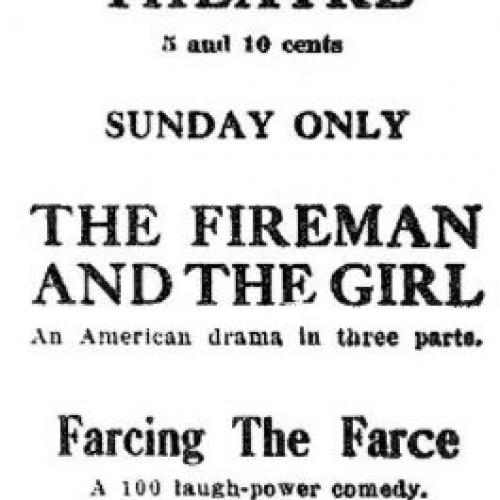 THEATRE
5 and 10 cents
SUNDAY ONLY
THE FIREMAN
AND THE GIRL
An American drama in three parts.
Farcing The Farce
A 100 laugh-power comedy.